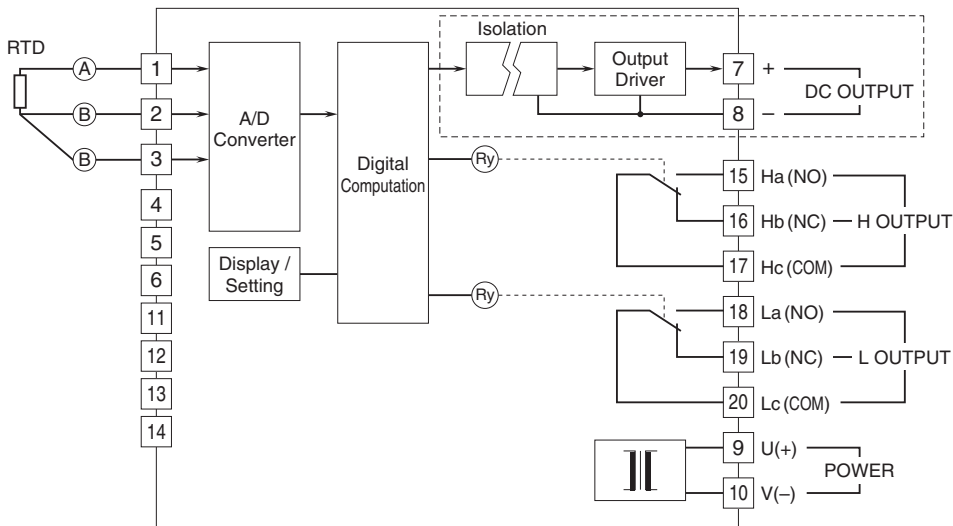 RTD
A
B
B
1
2
3
4
5
6
11
12
13
14
A/D
Converter
Display /
Setting
Digital
Computation
Isolation
Output
Driver
Ry
Ry
7 +
8 –
DC OUTPUT
15 Ha (NO)
16 Hb (NC)
17 Hc (COM)
H OUTPUT
18 La (NO)
19 Lb (NC)
20 Lc (COM)
L OUTPUT
9 U(+)
10 V(–)
POWER